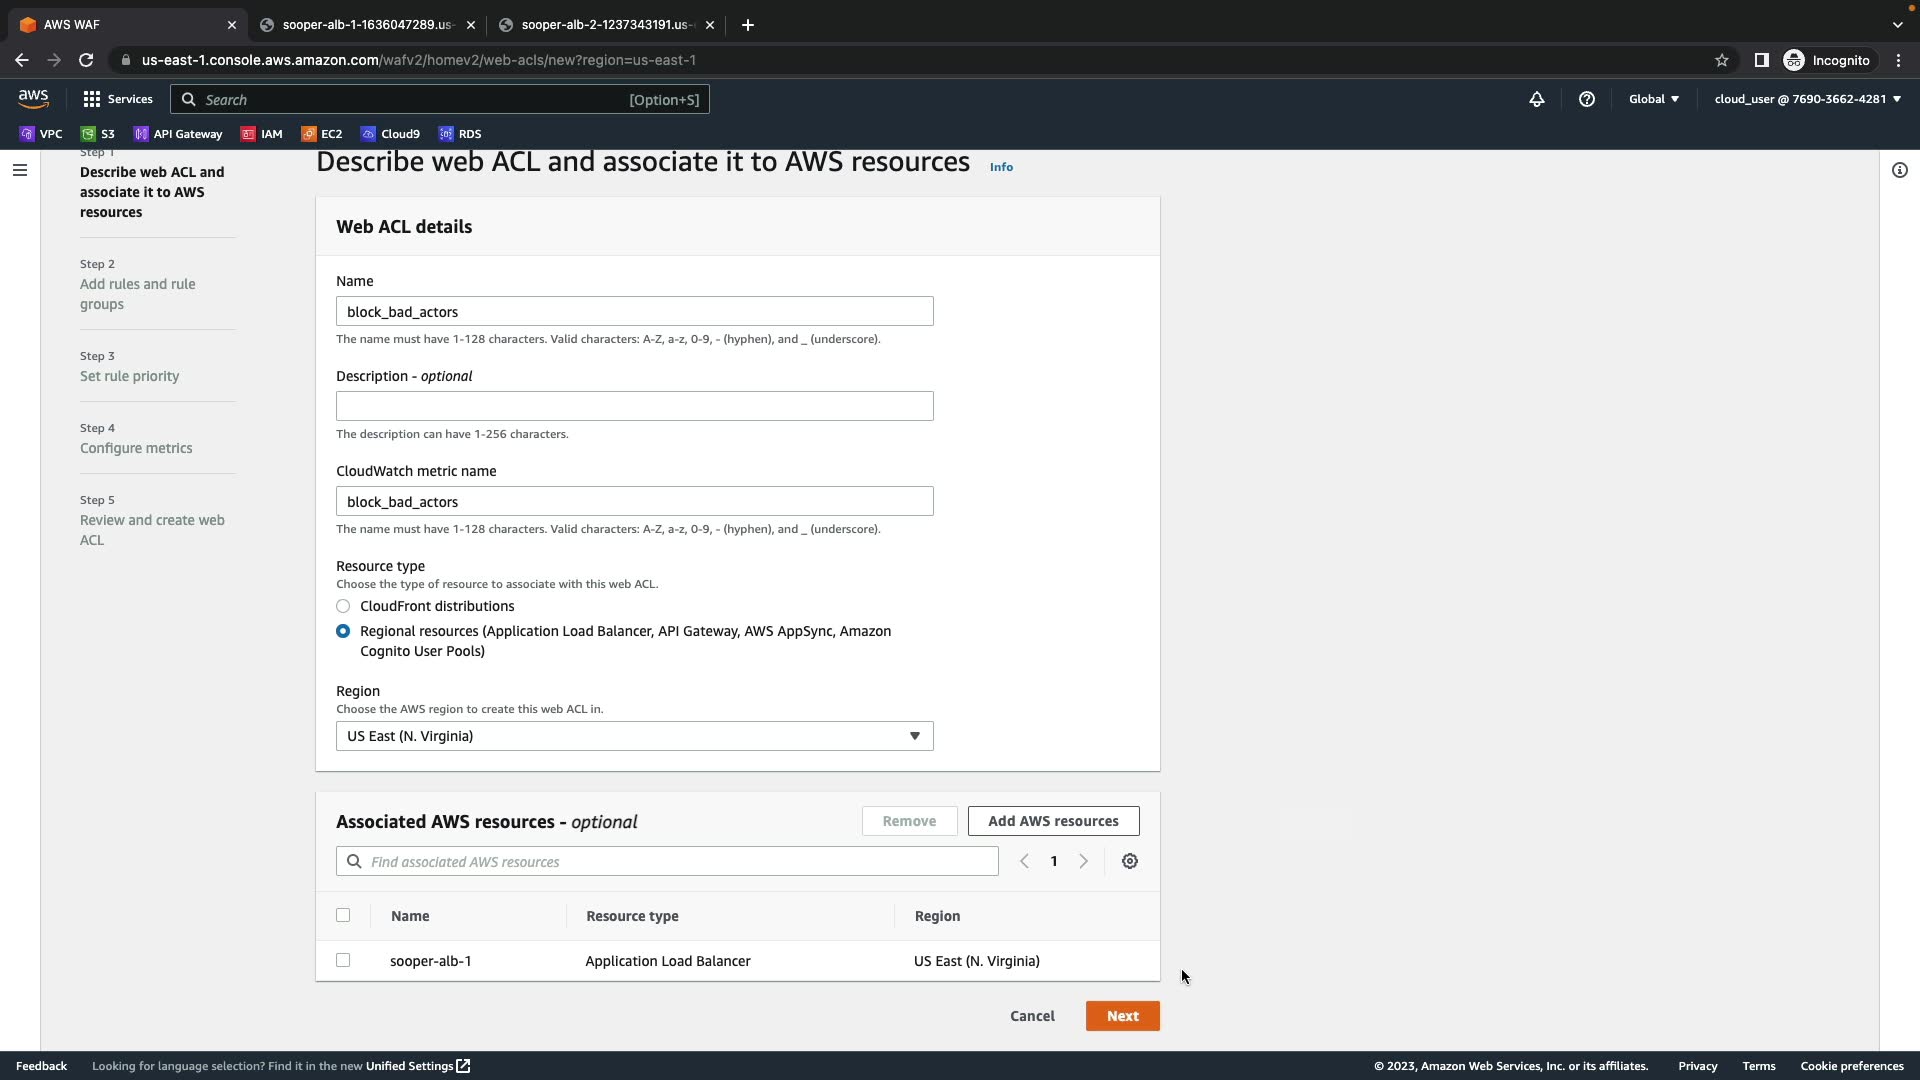 AWS WAF
sooper-alb-1-1636047289.us-
sooper-alb-2-1237343191.us-
us-east-1.console.aws.amazon.com/wafv2/homev2/web-acls/new?region=us-east-1
Incognito
aws
Services
Search
[Option+S]
Global
cloud_user @ 7690-3662-4281
VPC
S3
API Gateway
IAM
EC2
Cloud9
RDS
Step 1
Describe web ACL and
associate it to AWS
resources
Step 2
Add rules and rule
groups
Step 3
Set rule priority
Step 4
Configure metrics
Step 5
Review and create web
ACL
Describe web ACL and associate it to AWS resources Info
Web ACL details
Name
block_bad_actors
The name must have 1-128 characters. Valid characters: A-Z, a-z, 0-9, - (hyphen), and _ (underscore).
Description - optional
The description can have 1-256 characters.
CloudWatch metric name
block_bad_actors
The name must have 1-128 characters. Valid characters: A-Z, a-z, 0-9, - (hyphen), and _ (underscore).
Resource type
Choose the type of resource to associate with this web ACL.
CloudFront distributions
Regional resources (Application Load Balancer, API Gateway, AWS AppSync, Amazon
Cognito User Pools)
Region
Choose the AWS region to create this web ACL in.
US East (N. Virginia)
Associated AWS resources - optional
Remove
Add AWS resources
Find associated AWS resources
1
Name Resource type Region
sooper-alb-1 Application Load Balancer US East (N. Virginia)
Cancel
Next
Feedback
Looking for language selection? Find it in the new Unified Settings
© 2023, Amazon Web Services, Inc. or its affiliates.
Privacy
Terms
Cookie preferences